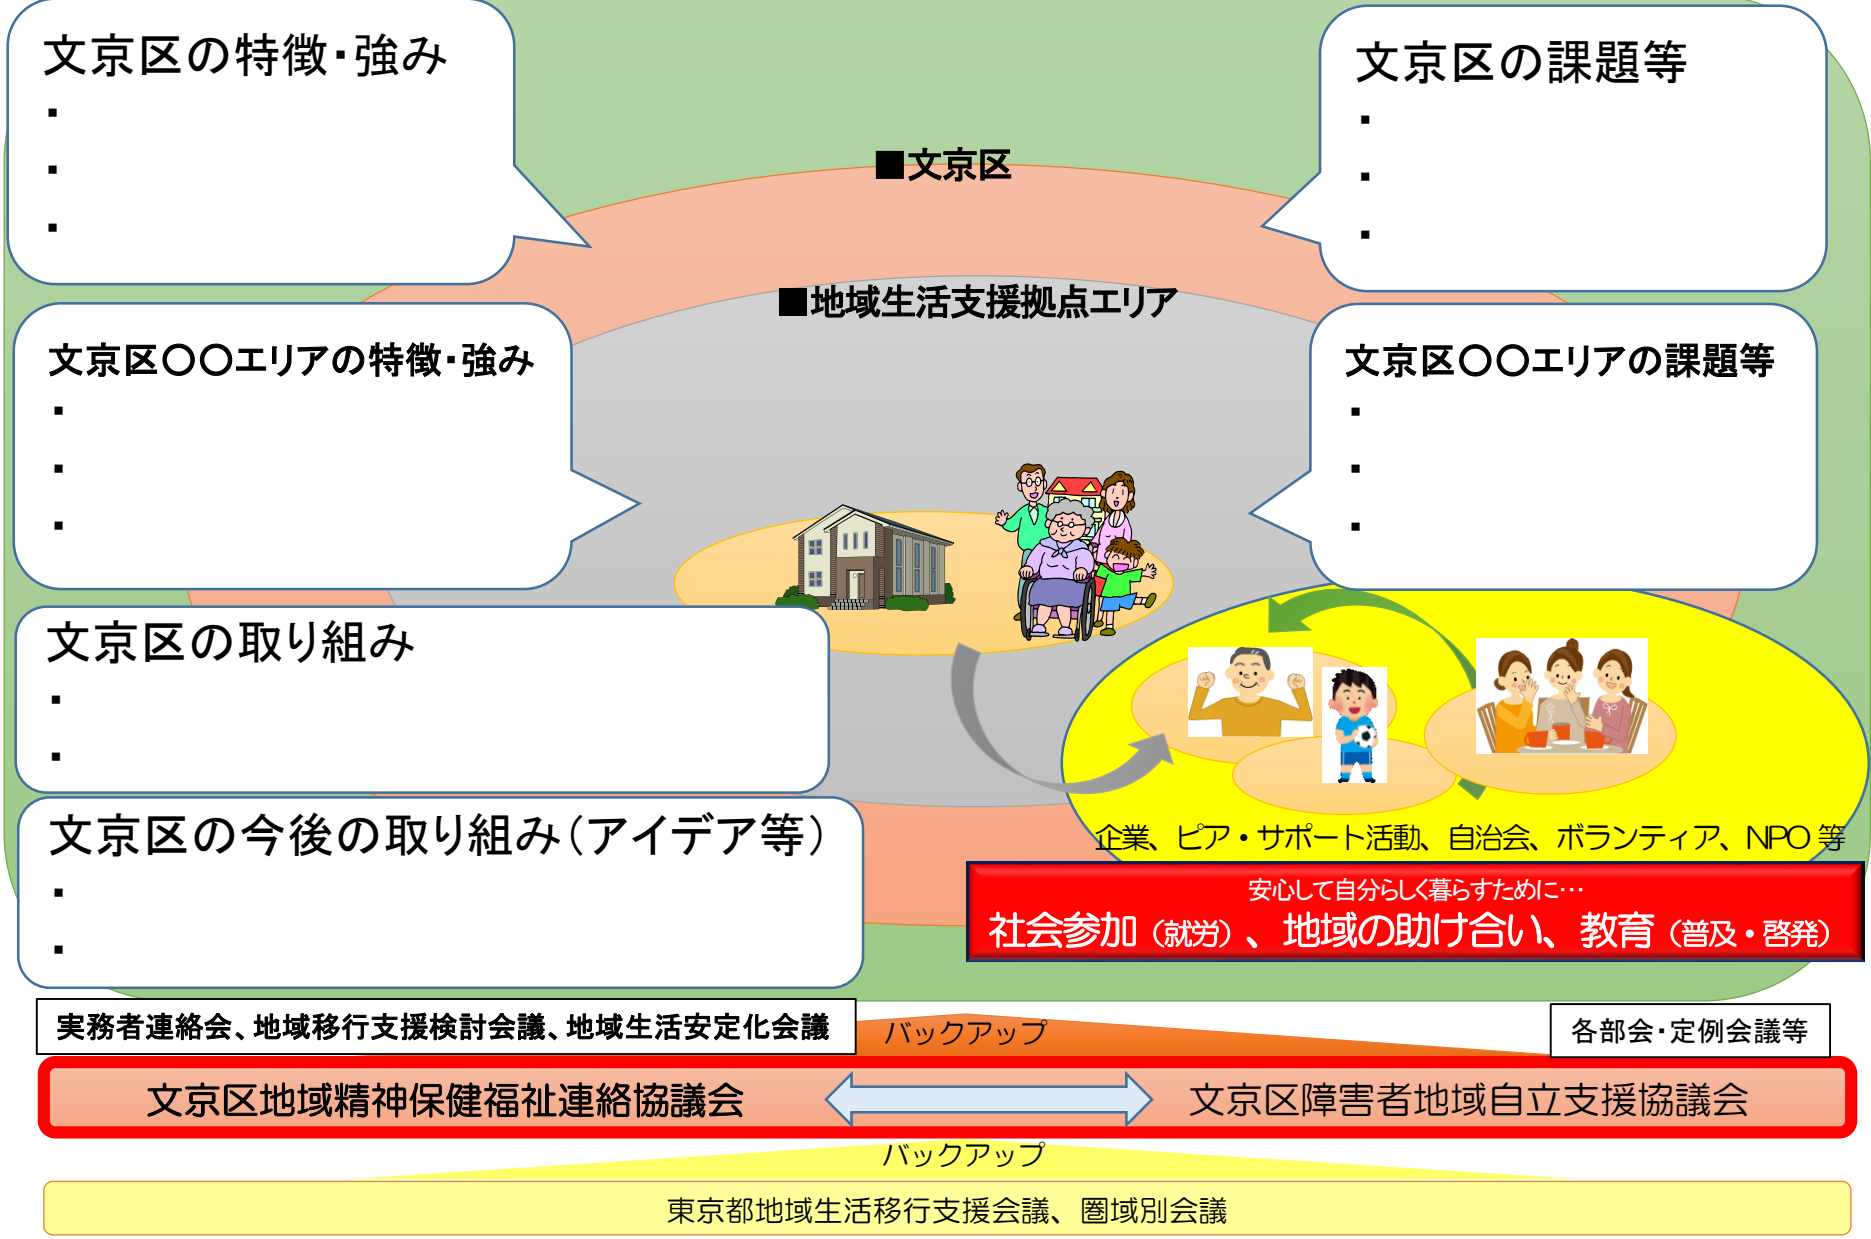 文京区の特徴・強み
・
・
・
文京区の課題等
・
・
・
■文京区
■地域生活支援拠点エリア
文京区〇〇エリアの特徴・強み
・
・
・
文京区〇〇エリアの課題等
・
・
・
文京区の取り組み
・
・
文京区の今後の取り組み（アイデア等）
・
・
企業、ピア・サポート活動、自治会、ボランティア、NPO 等
安心して自分らしく暮らすために…
社会参加（就労）、地域の助け合い、教育（普及・啓発）
実務者連絡会、地域移行支援検討会議、地域生活安定化会議
バックアップ
各部会・定例会議等
文京区地域精神保健福祉連絡協議会
文京区障害者地域自立支援協議会
バックアップ
東京都地域生活移行支援会議、圏域別会議